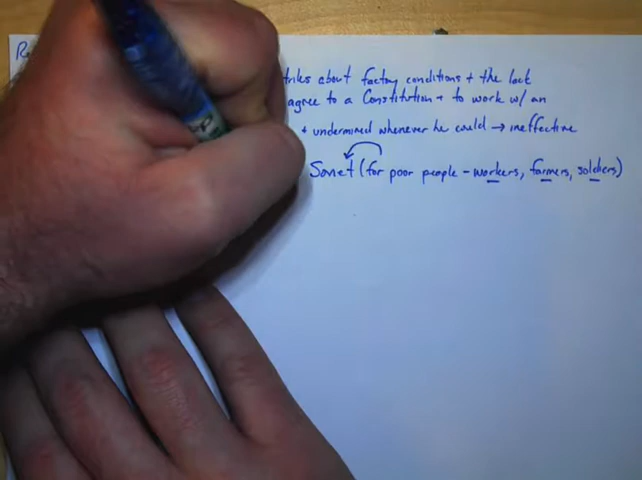 R
triks about factory conditions + the lack
agree to a Constitution + to work w/ an
+ undermined whenever he could → ineffective
Soviet (for poor people - workers, farmers, soldiers)